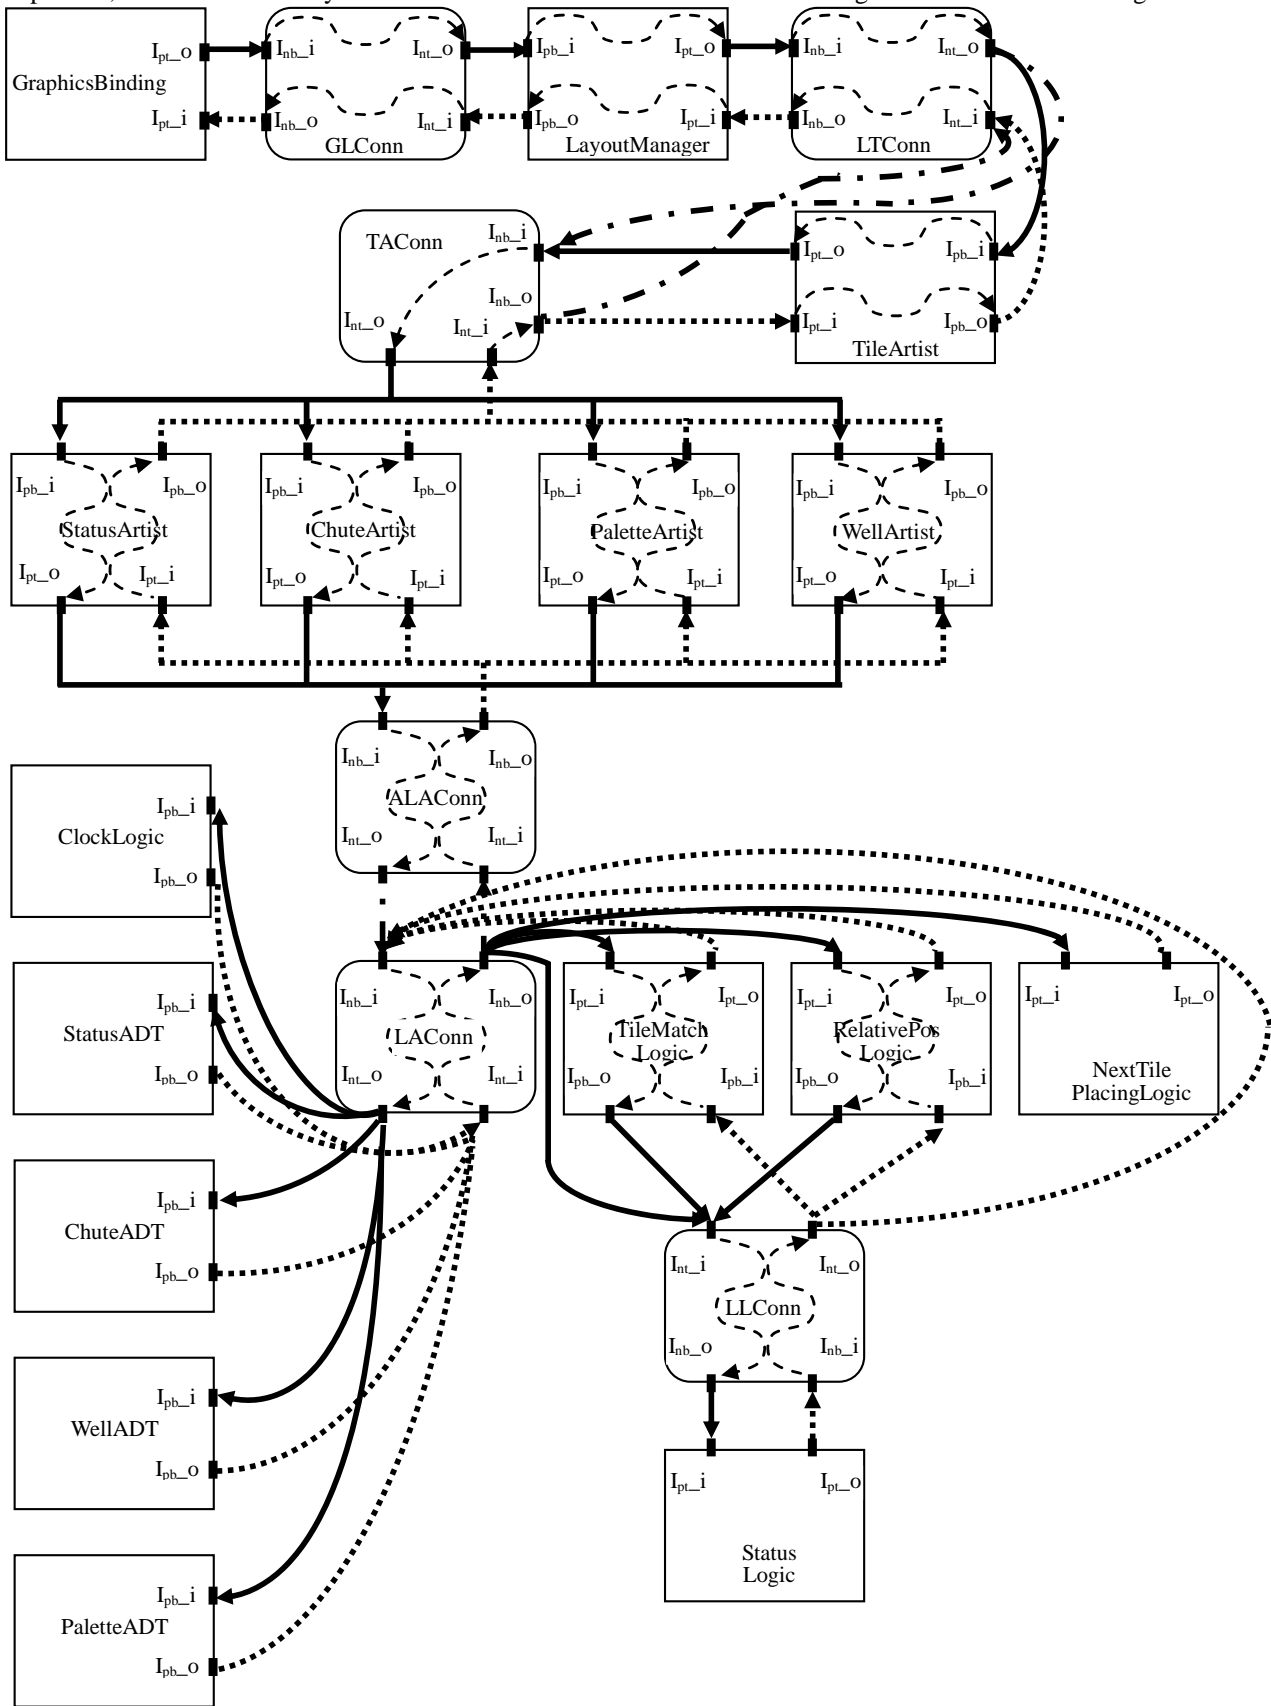 GraphicsBinding
I_pt_o
I_pt_i
I_nb_i
I_nt_o
I_nb_o
I_nt_i
GLConn
I_pb_i
I_pt_o
I_pb_o
I_pt_i
LayoutManager
I_nb_i
I_nt_o
I_nb_o
I_nt_i
LTConn
TAConn
I_nb_i
I_nb_o
I_nt_o
I_nt_i
I_pt_o
I_pb_i
I_pt_i
I_pb_o
TileArtist
I_pb_i
I_pb_o
StatusArtist
I_pt_o
I_pt_i
I_pb_i
I_pb_o
ChuteArtist
I_pt_o
I_pt_i
I_pb_i
I_pb_o
PaletteArtist
I_pt_o
I_pt_i
I_pb_i
I_pb_o
WellArtist
I_pt_o
I_pt_i
I_nb_i
I_nb_o
ALAConn
I_nt_o
I_nt_i
I_pb_i
ClockLogic
I_pb_o
I_pb_i
StatusADT
I_pb_o
I_nb_i
I_nb_o
LAConn
I_nt_o
I_nt_i
I_pt_i
I_pt_o
TileMatch
Logic
I_pb_o
I_pb_i
I_pt_i
I_pt_o
RelativePos
Logic
I_pb_o
I_pb_i
I_pt_i
I_pt_o
NextTile
PlacingLogic
I_pb_i
ChuteADT
I_pb_o
I_nt_i
I_nt_o
LLConn
I_nb_o
I_nb_i
I_pb_i
WellADT
I_pb_o
I_pt_i
I_pt_o
Status
Logic
I_pb_i
PaletteADT
I_pb_o